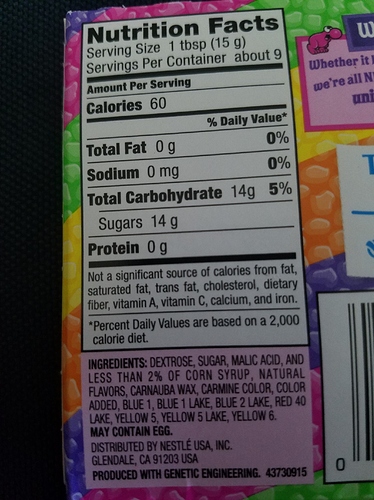 Nutrition Facts
Serving Size 1 tbsp (15 g)
Servings Per Container about 9
Amount Per Serving
Calories 60
% Daily Value*
Total Fat 0 g 0%
Sodium 0 mg 0%
Total Carbohydrate 14g 5%
Sugars 14 g
Protein 0 g
Not a significant source of calories from fat,
saturated fat, trans fat, cholesterol, dietary
fiber, vitamin A, vitamin C, calcium, and iron.
*Percent Daily Values are based on a 2,000
calorie diet.
INGREDIENTS: DEXTROSE, SUGAR, MALIC ACID, AND
LESS THAN 2% OF CORN SYRUP, NATURAL
FLAVORS, CARNAUBA WAX, CARMINE COLOR, COLOR
ADDED, BLUE 1, BLUE 1 LAKE, BLUE 2 LAKE, RED 40
LAKE, YELLOW 5, YELLOW 5 LAKE, YELLOW 6.
MAY CONTAIN EGG.
DISTRIBUTED BY NESTLÉ USA, INC.
GLENDALE, CA 91203 USA
PRODUCED WITH GENETIC ENGINEERING. 43730915
Whether it
we're all
0